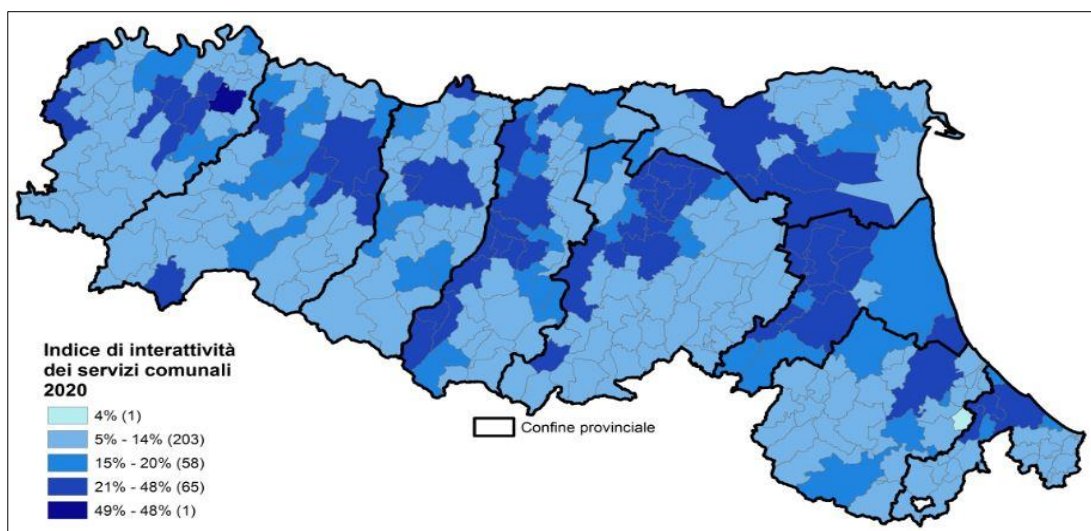 Indice di interattività
dei servizi comunali
2020
4% (1)
5% - 14% (203)
15% - 20% (58)
21% - 48% (65)
49% - 48% (1)
Confine provinciale